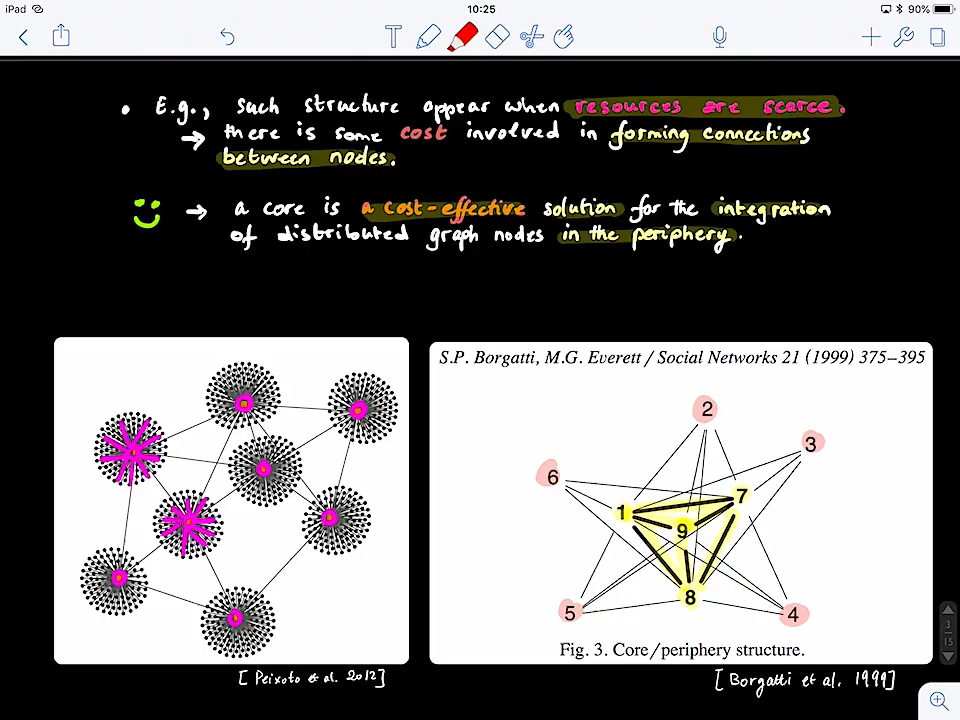 iPad
10:25
90%
T
• E.g., such structure appear when resources are scarce.
→ there is some cost involved in forming connections
between nodes.
→ a core is a cost-effective solution for the integration
of distributed graph nodes in the periphery.
S.P. Borgatti, M.G. Everett / Social Networks 21 (1999) 375–395
2
3
6
7
1
9
8
5
4
Fig. 3. Core/periphery structure.
[Peixoto et al. 2012]
[Borgatti et al. 1999]
3
15